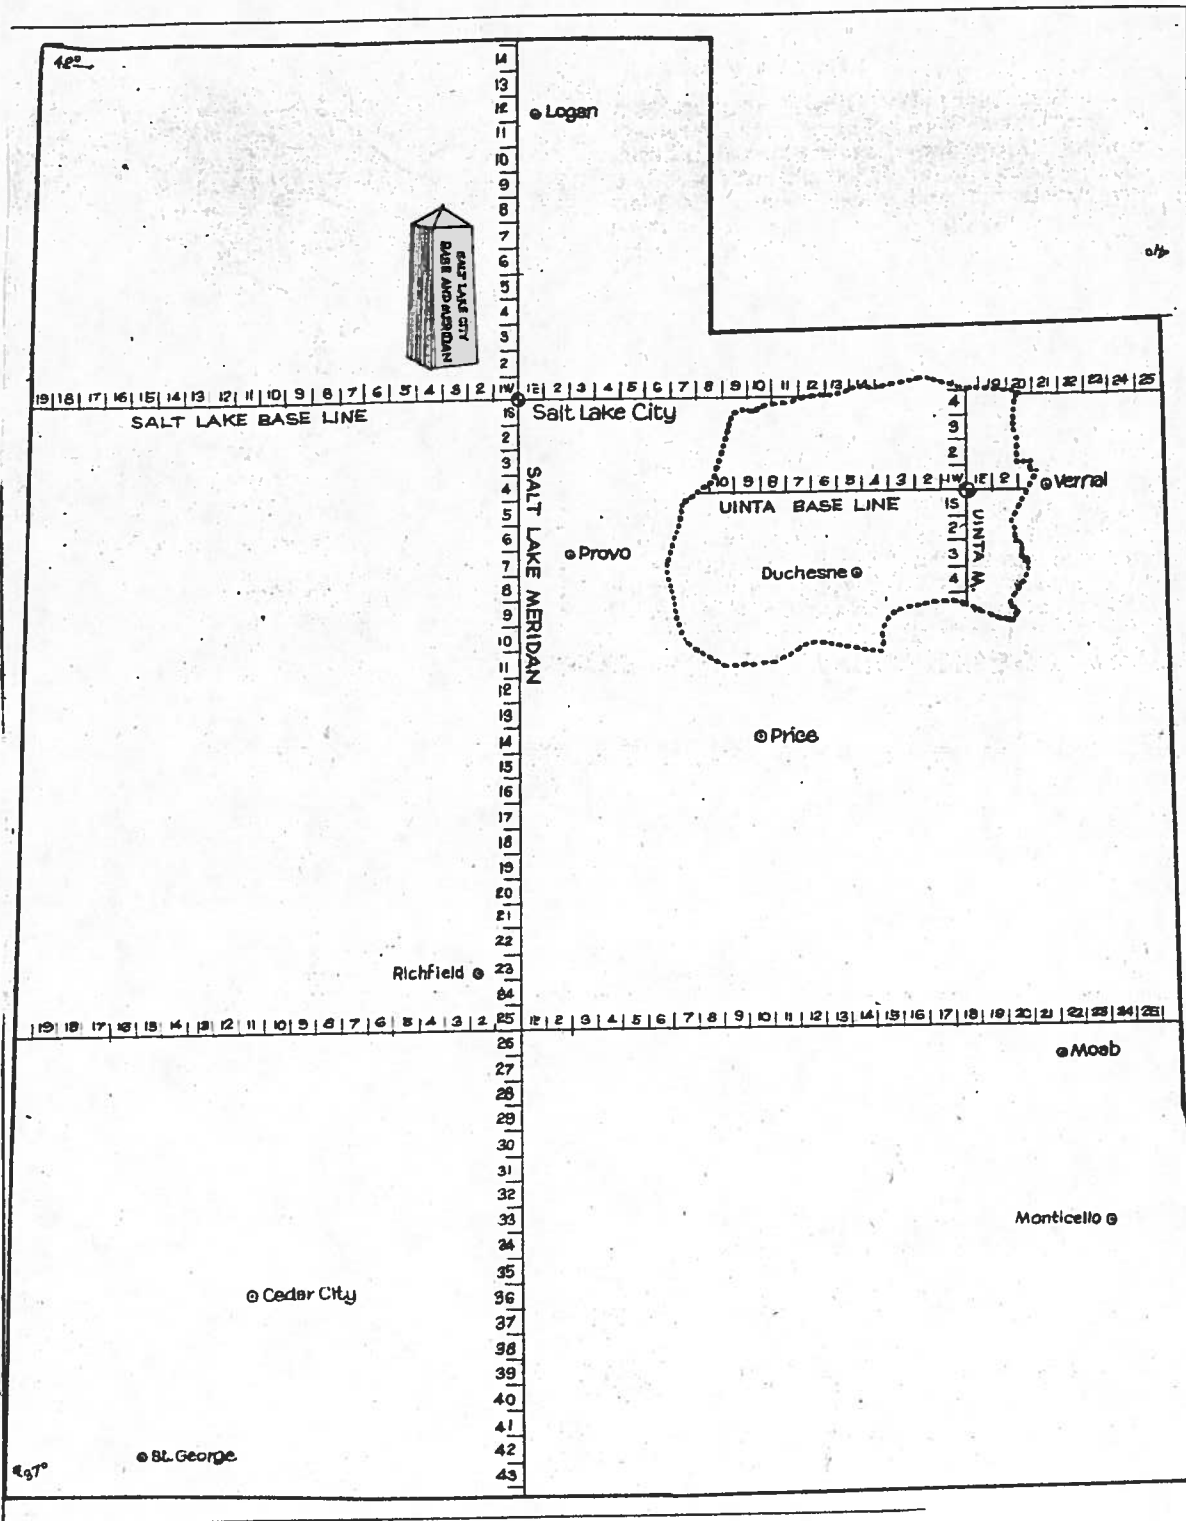 42°
14
13
12
Logan
11
10
9
8
7
6
5
4
3
2
SALT LAKE CITY
BASE AND MERIDAN
19 18 17 16 15 14 13 12 11 10 9 8 7 6 5 4 3 2 1W 1E 2 3 4 5 6 7 8 9 10 11 12 13 14 19 20 21 22 23 24 25
SALT LAKE BASE LINE
Salt Lake City
1S
2
3
4
5
6
7
8
9
10
11
12
13
14
15
16
17
18
19
20
21
22
23
24
25
SALT LAKE MERIDAN
4
3
2
10 9 8 7 6 5 4 3 2 1W 1E 2
Vernal
UINTA BASE LINE
1S
2
3
4
UINTA M.
Provo
Duchesne
Price
Richfield
19 18 17 16 15 14 13 12 11 10 9 8 7 6 5 4 3 2
1E 2 3 4 5 6 7 8 9 10 11 12 13 14 15 16 17 18 19 20 21 22 23 24 25
Moab
26
27
28
29
30
31
32
33
34
35
36
37
38
39
40
41
42
43
Monticello
Cedar City
St. George
37°